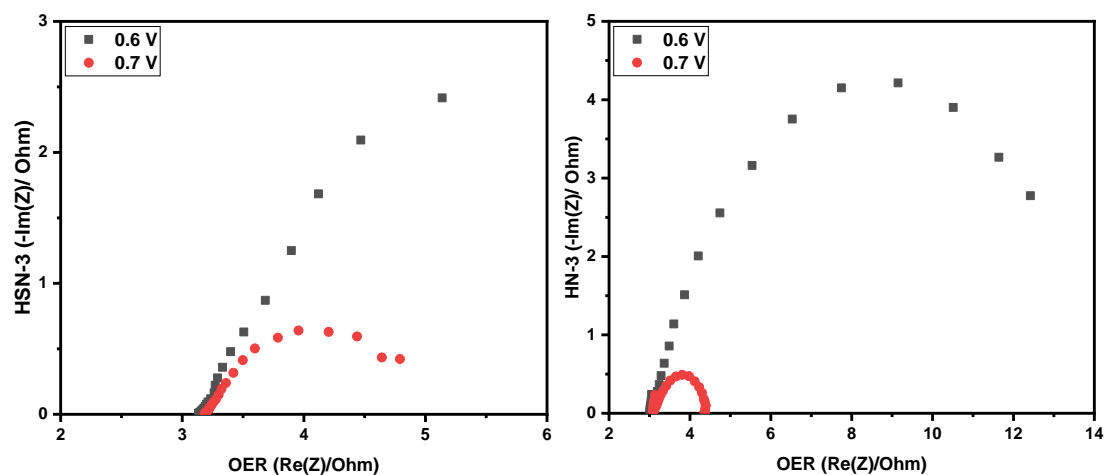 HSN-3 (-Im(Z)/ Ohm)
3
2
1
0
0.6 V
0.7 V
2 3 4 5 6
OER (Re(Z)/Ohm)
HN-3 (-Im(Z)/ Ohm)
5
4
3
2
1
0
0.6 V
0.7 V
2 4 6 8 10 12 14
OER (Re(Z)/Ohm)